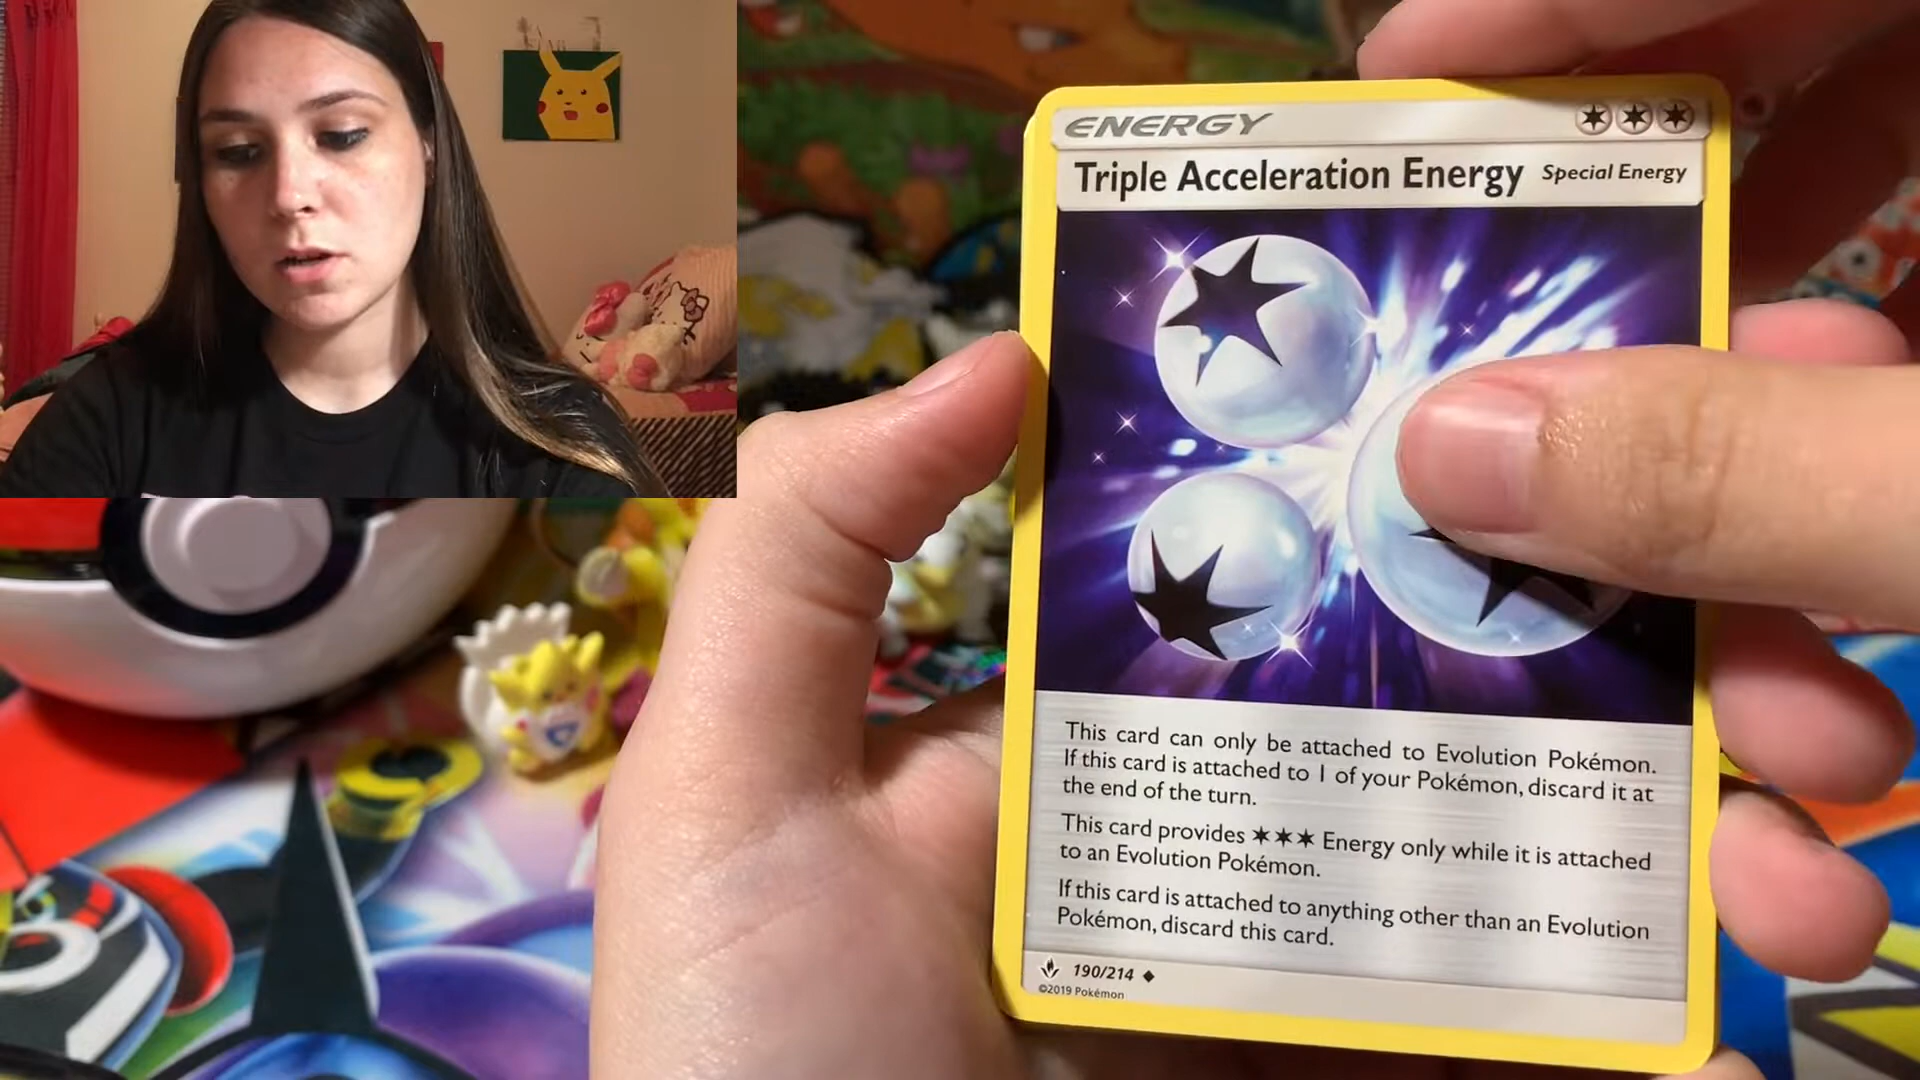 ENERGY
Triple Acceleration Energy Special Energy
This card can only be attached to Evolution Pokémon.
If this card is attached to 1 of your Pokémon, discard it at
the end of the turn.
This card provides ✶✶✶ Energy only while it is attached
to an Evolution Pokémon.
If this card is attached to anything other than an Evolution
Pokémon, discard this card.
190/214 ◆
©2019 Pokémon